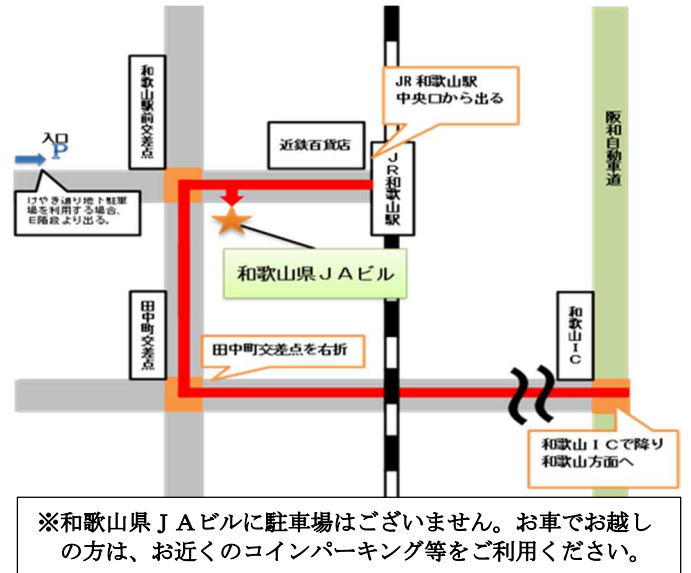 和歌山駅前交差点
JR 和歌山駅
中央口から出る
近鉄百貨店
阪和自動車道
入口
P
JR和歌山駅
けやき通り地下駐車
場を利用する場合、
E階段より出る。
和歌山県JAビル
田中町交差点
田中町交差点を右折
和歌山IC
和歌山ICで降り
和歌山方面へ
※和歌山県JAビルに駐車場はございません。お車でお越し
の方は、お近くのコインパーキング等をご利用ください。